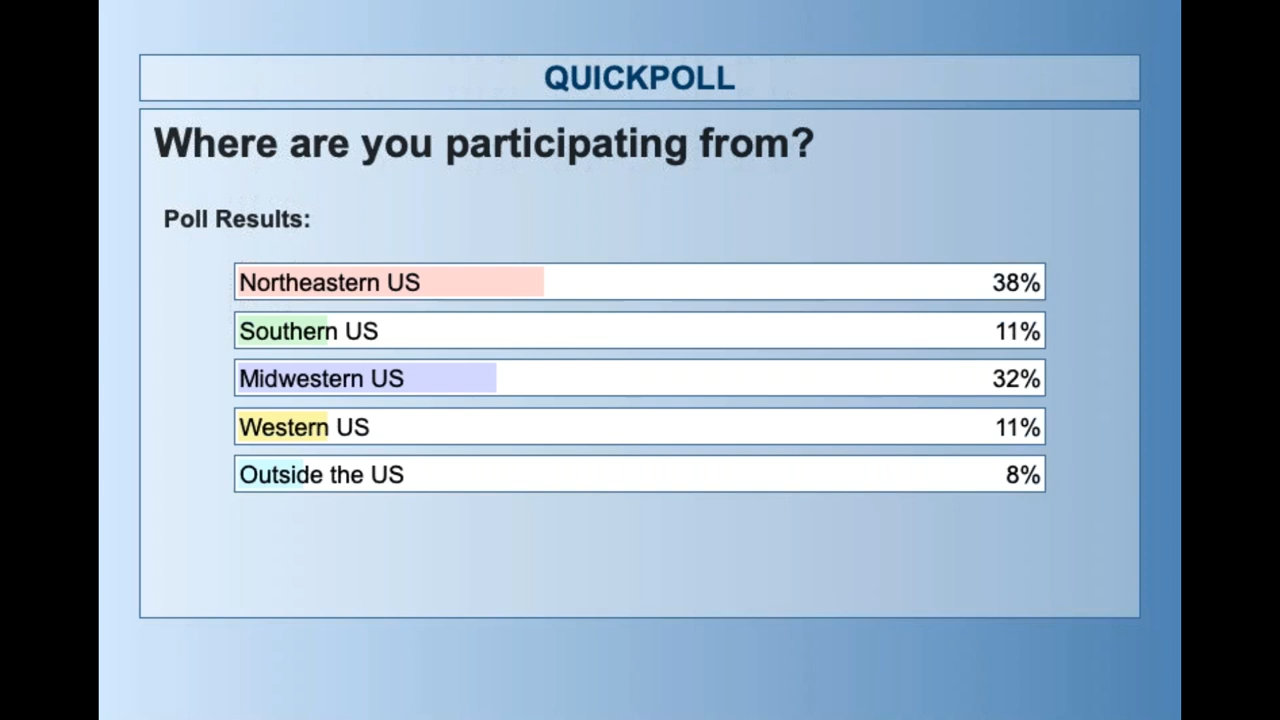 QUICKPOLL
Where are you participating from?
Poll Results:
Northeastern US 38%
Southern US 11%
Midwestern US 32%
Western US 11%
Outside the US 8%